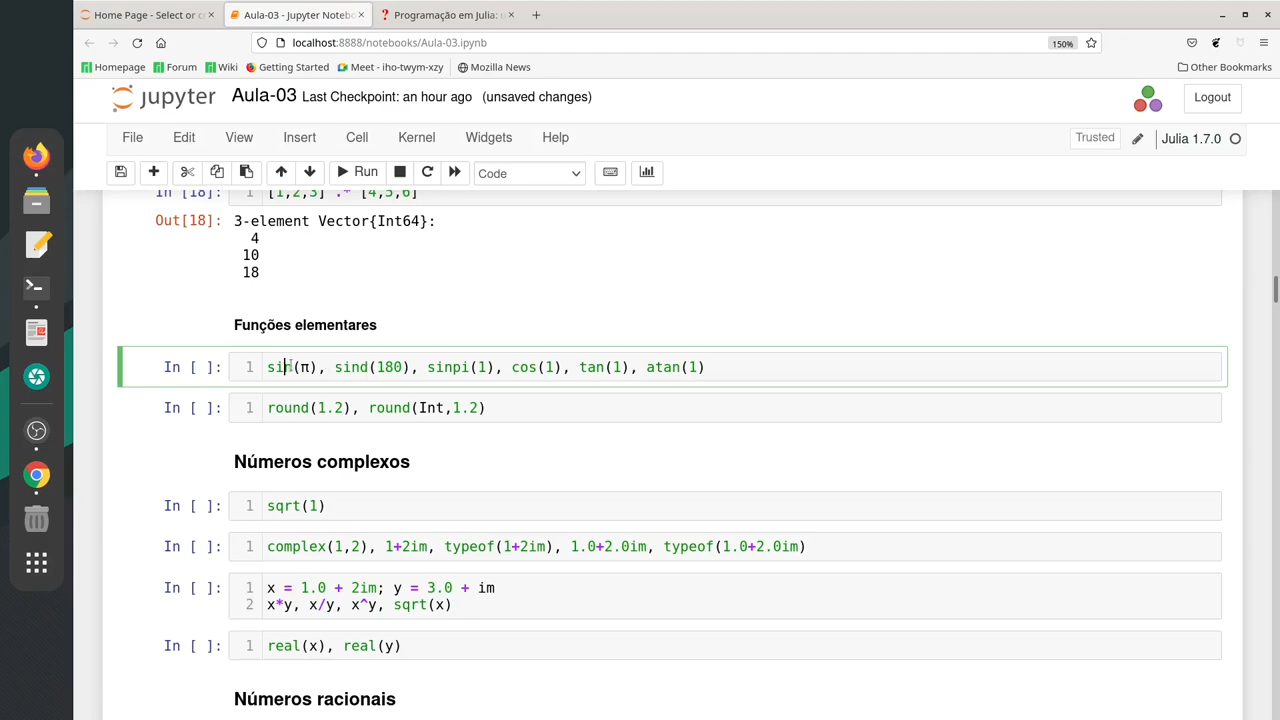 Home Page - Select or c
Aula-03 - Jupyter Noteb
Programação em Julia: u
localhost:8888/notebooks/Aula-03.ipynb
150%
Homepage Forum Wiki Getting Started Meet - iho-twym-xzy Mozilla News Other Bookmarks
jupyter Aula-03 Last Checkpoint: an hour ago (unsaved changes) Logout
File Edit View Insert Cell Kernel Widgets Help Trusted Julia 1.7.0
Run Code
In [18]: 1 [1,2,3] .* [4,5,6]
Out[18]: 3-element Vector{Int64}:
4
10
18
Funções elementares
In [ ]: 1 sin(π), sind(180), sinpi(1), cos(1), tan(1), atan(1)
In [ ]: 1 round(1.2), round(Int,1.2)
Números complexos
In [ ]: 1 sqrt(1)
In [ ]: 1 complex(1,2), 1+2im, typeof(1+2im), 1.0+2.0im, typeof(1.0+2.0im)
In [ ]: 1 x = 1.0 + 2im; y = 3.0 + im
2 x*y, x/y, x^y, sqrt(x)
In [ ]: 1 real(x), real(y)
Números racionais